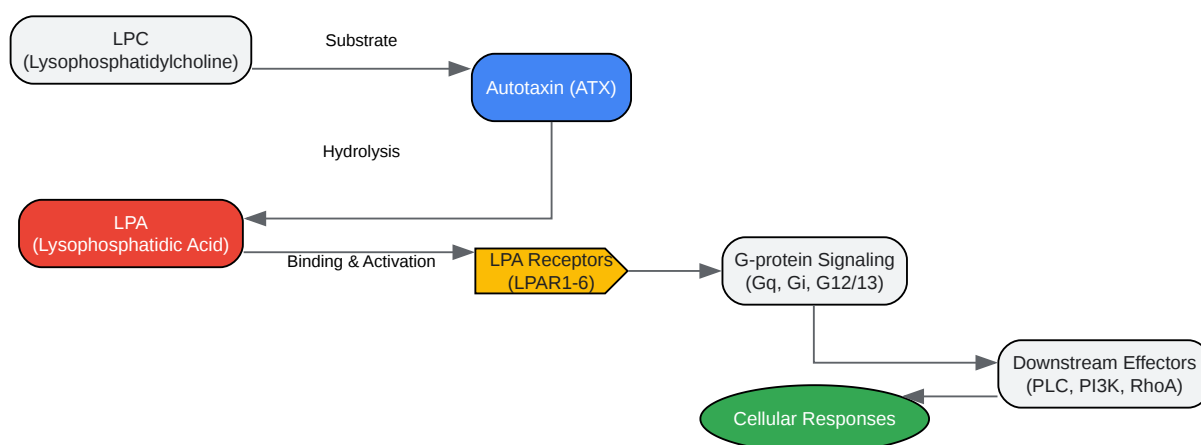 LPC
(Lysophosphatidylcholine)
Substrate
Autotaxin (ATX)
Hydrolysis
LPA
(Lysophosphatidic Acid)
Binding & Activation
LPA Receptors
(LPAR1-6)
G-protein Signaling
(Gq, Gi, G12/13)
Downstream Effectors
(PLC, PI3K, RhoA)
Cellular Responses